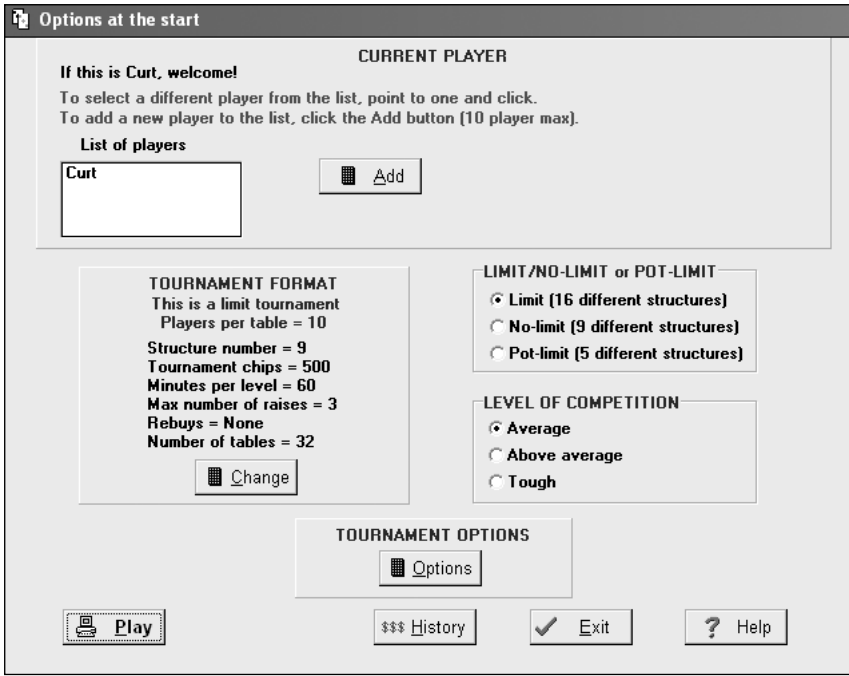 Options at the start
CURRENT PLAYER
If this is Curt, welcome!
To select a different player from the list, point to one and click.
To add a new player to the list, click the Add button (10 player max).
List of players
Curt
Add
TOURNAMENT FORMAT
This is a limit tournament
Players per table = 10
Structure number = 9
Tournament chips = 500
Minutes per level = 60
Max number of raises = 3
Rebuys = None
Number of tables = 32
Change
LIMIT/NO-LIMIT or POT-LIMIT
Limit (16 different structures)
No-limit (9 different structures)
Pot-limit (5 different structures)
LEVEL OF COMPETITION
Average
Above average
Tough
TOURNAMENT OPTIONS
Options
Play
$$$ History
Exit
? Help